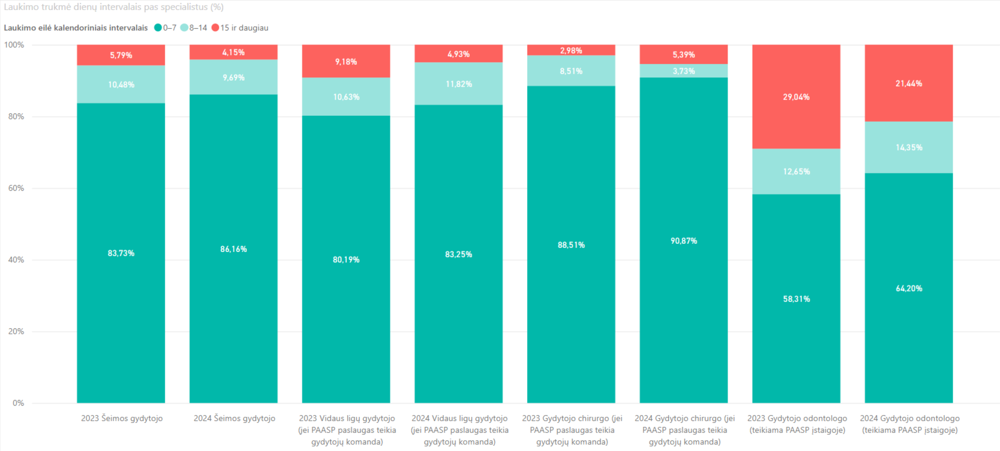 Laukimo trukmė dienų intervalais pas specialistus (%)
Laukimo eilė kalendoriniais intervalais 0–7 8–14 15 ir daugiau
100%
80%
60%
40%
20%
0%
5,79%
10,48%
83,73%
4,15%
9,69%
86,16%
9,18%
10,63%
80,19%
4,93%
11,82%
83,25%
2,98%
8,51%
88,51%
5,39%
3,73%
90,87%
29,04%
12,65%
58,31%
21,44%
14,35%
64,20%
2023 Šeimos gydytojo
2024 Šeimos gydytojo
2023 Vidaus ligų gydytojo
(jei PAASP paslaugas teikia
gydytojų komanda)
2024 Vidaus ligų gydytojo
(jei PAASP paslaugas teikia
gydytojų komanda)
2023 Gydytojo chirurgo (jei
PAASP paslaugas teikia
gydytojų komanda)
2024 Gydytojo chirurgo (jei
PAASP paslaugas teikia
gydytojų komanda)
2023 Gydytojo odontologo
(teikiama PAASP įstaigoje)
2024 Gydytojo odontologo
(teikiama PAASP įstaigoje)